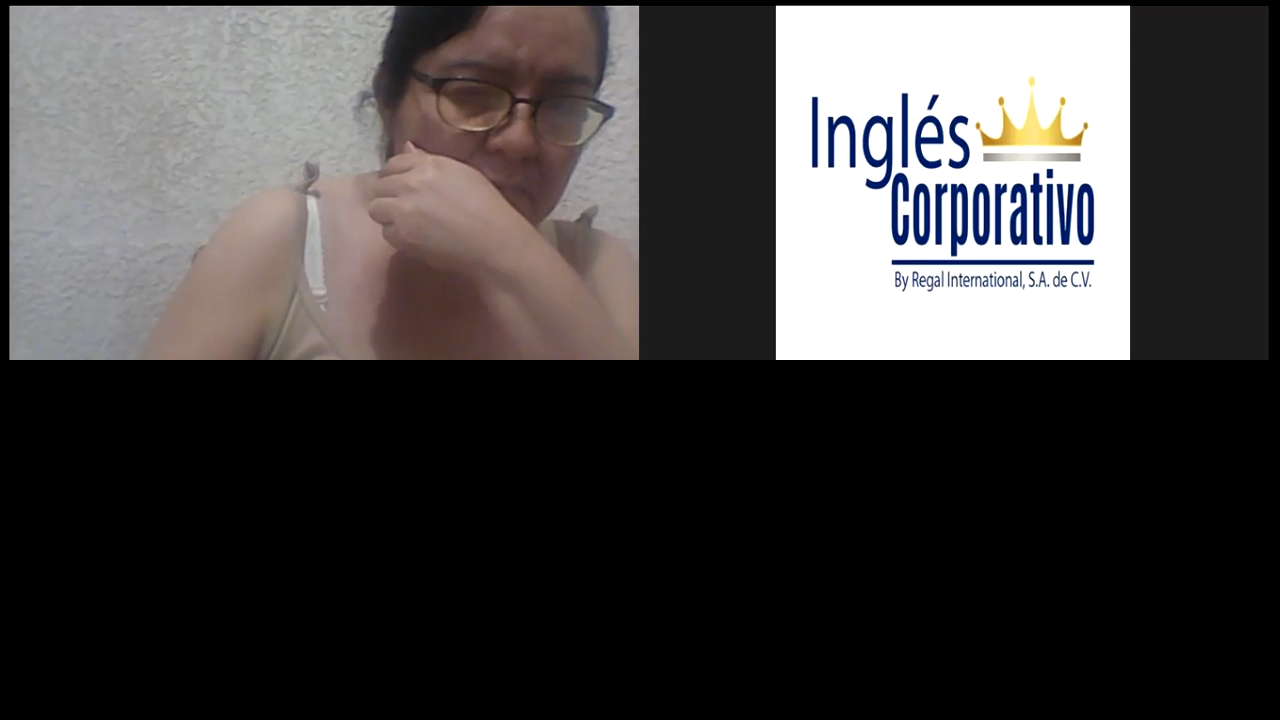 Inglés
Corporativo
By Regal International, S.A. de C.V.